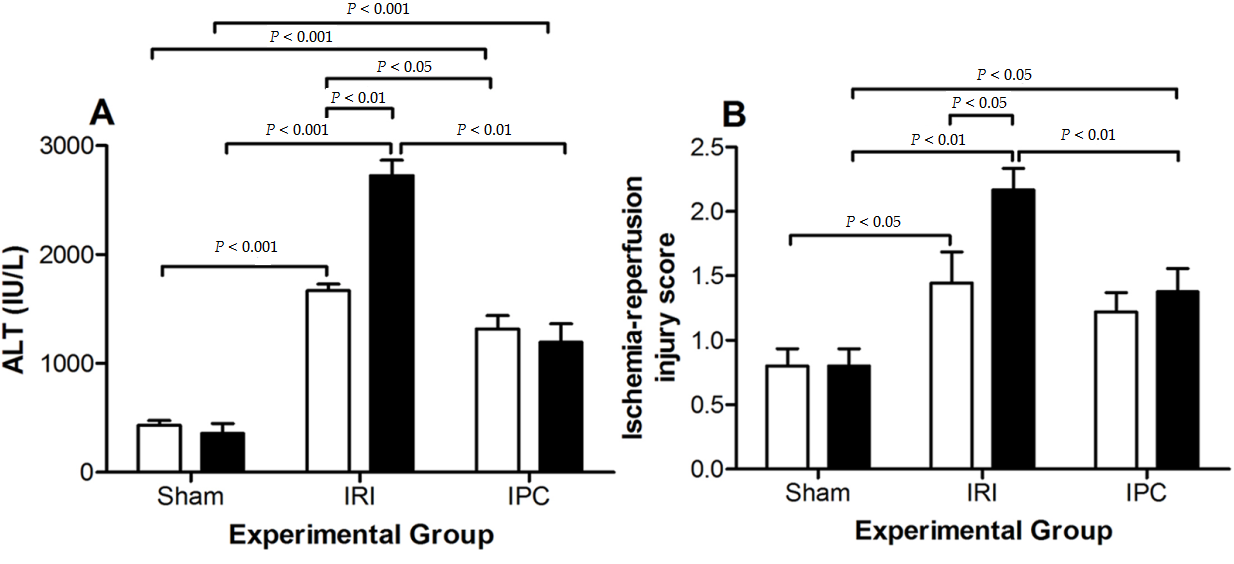 P < 0.001
P < 0.001
P < 0.05
P < 0.01
A
P < 0.001
P < 0.01
3000
P < 0.001
2000
1000
0
ALT (IU/L)
Sham
IRI
IPC
Experimental Group
P < 0.05
P < 0.05
B
P < 0.01
P < 0.01
2.5
P < 0.05
2.0
1.5
1.0
0.5
0.0
Ischemia-reperfusion
injury score
Sham
IRI
IPC
Experimental Group